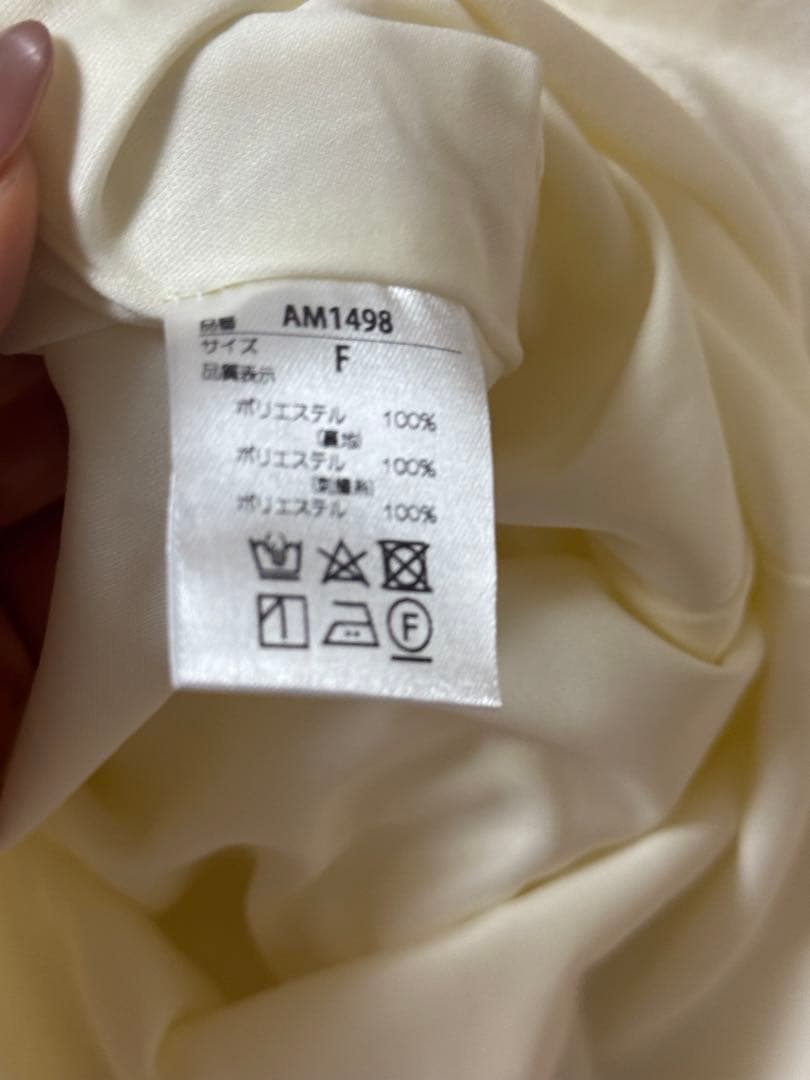 品番 AM1498
サイズ F
品質表示
ポリエステル 100%
(裏地)
ポリエステル 100%
(刺繍糸)
ポリエステル 100%
F